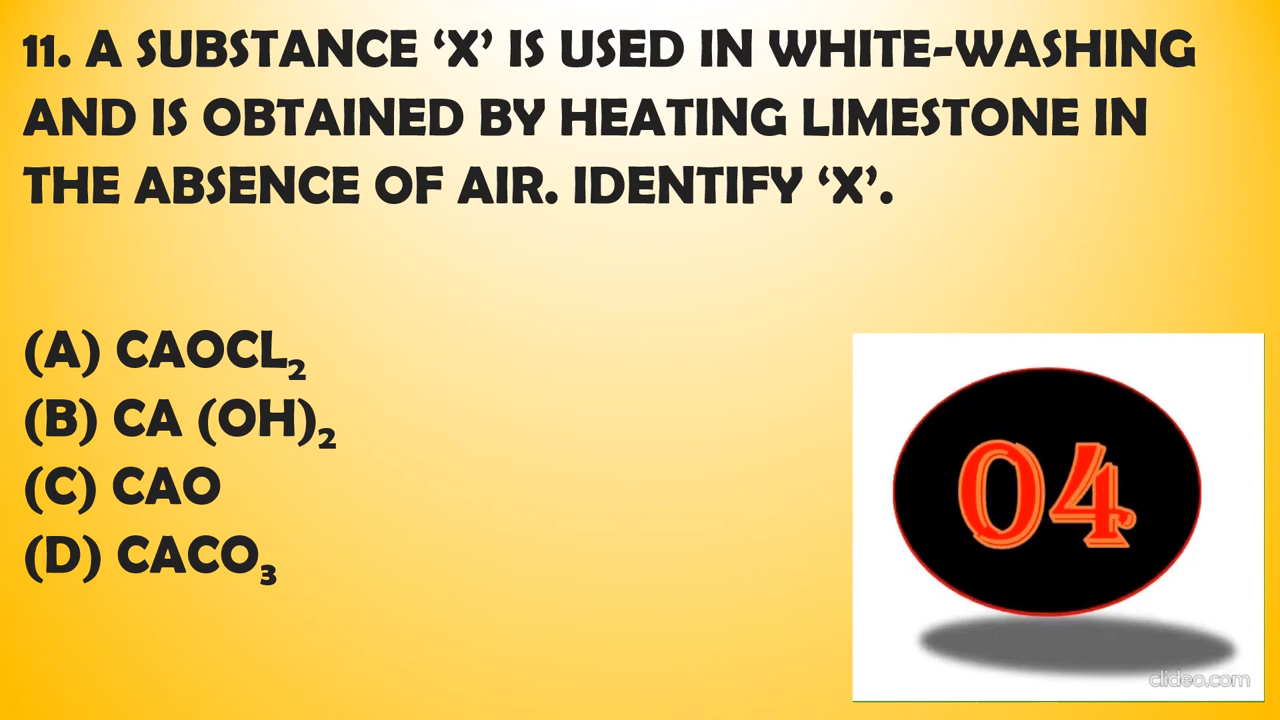 11. A SUBSTANCE ‘X’ IS USED IN WHITE-WASHING
AND IS OBTAINED BY HEATING LIMESTONE IN
THE ABSENCE OF AIR. IDENTIFY ‘X’.
(A) CAOCL₂
(B) CA (OH)₂
(C) CAO
(D) CACO₃
04
clideo.com